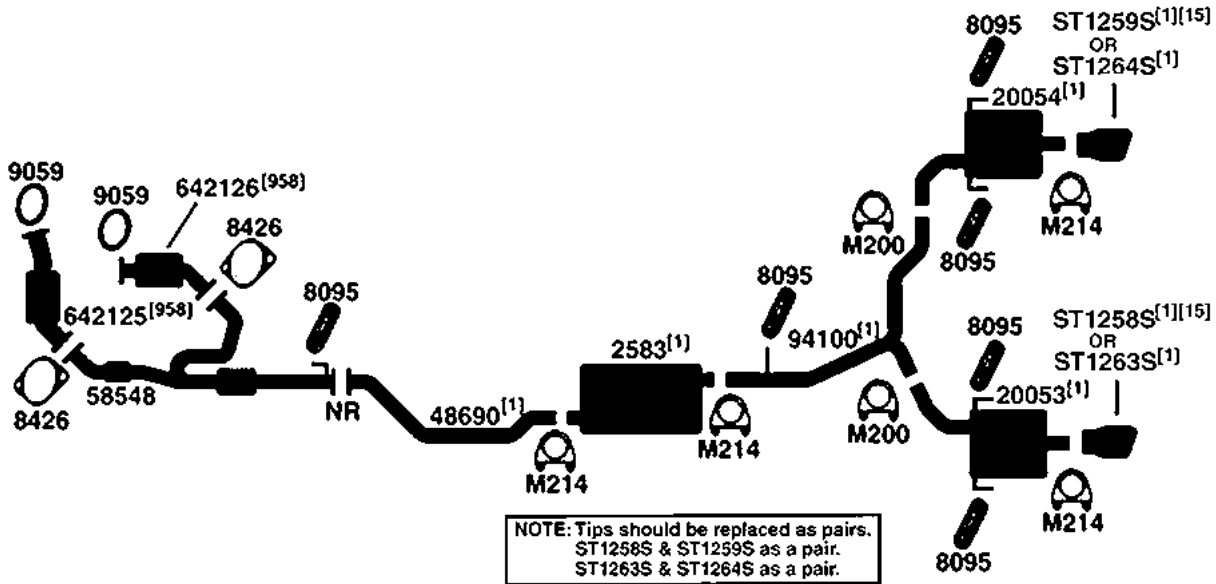 8095
ST1259S[1][15]
OR
ST1264S[1]
20054[1]
9059
9059
642126[958]
8426
M200
8095
M214
8095
8095
642125[958]
2583[1]
94100[1]
8095
ST1258S[1][15]
OR
ST1263S[1]
8426
58548
NR
48690[1]
M214
M214
M200
20053[1]
M214
8095
NOTE: Tips should be replaced as pairs.
ST1258S & ST1259S as a pair.
ST1263S & ST1264S as a pair.